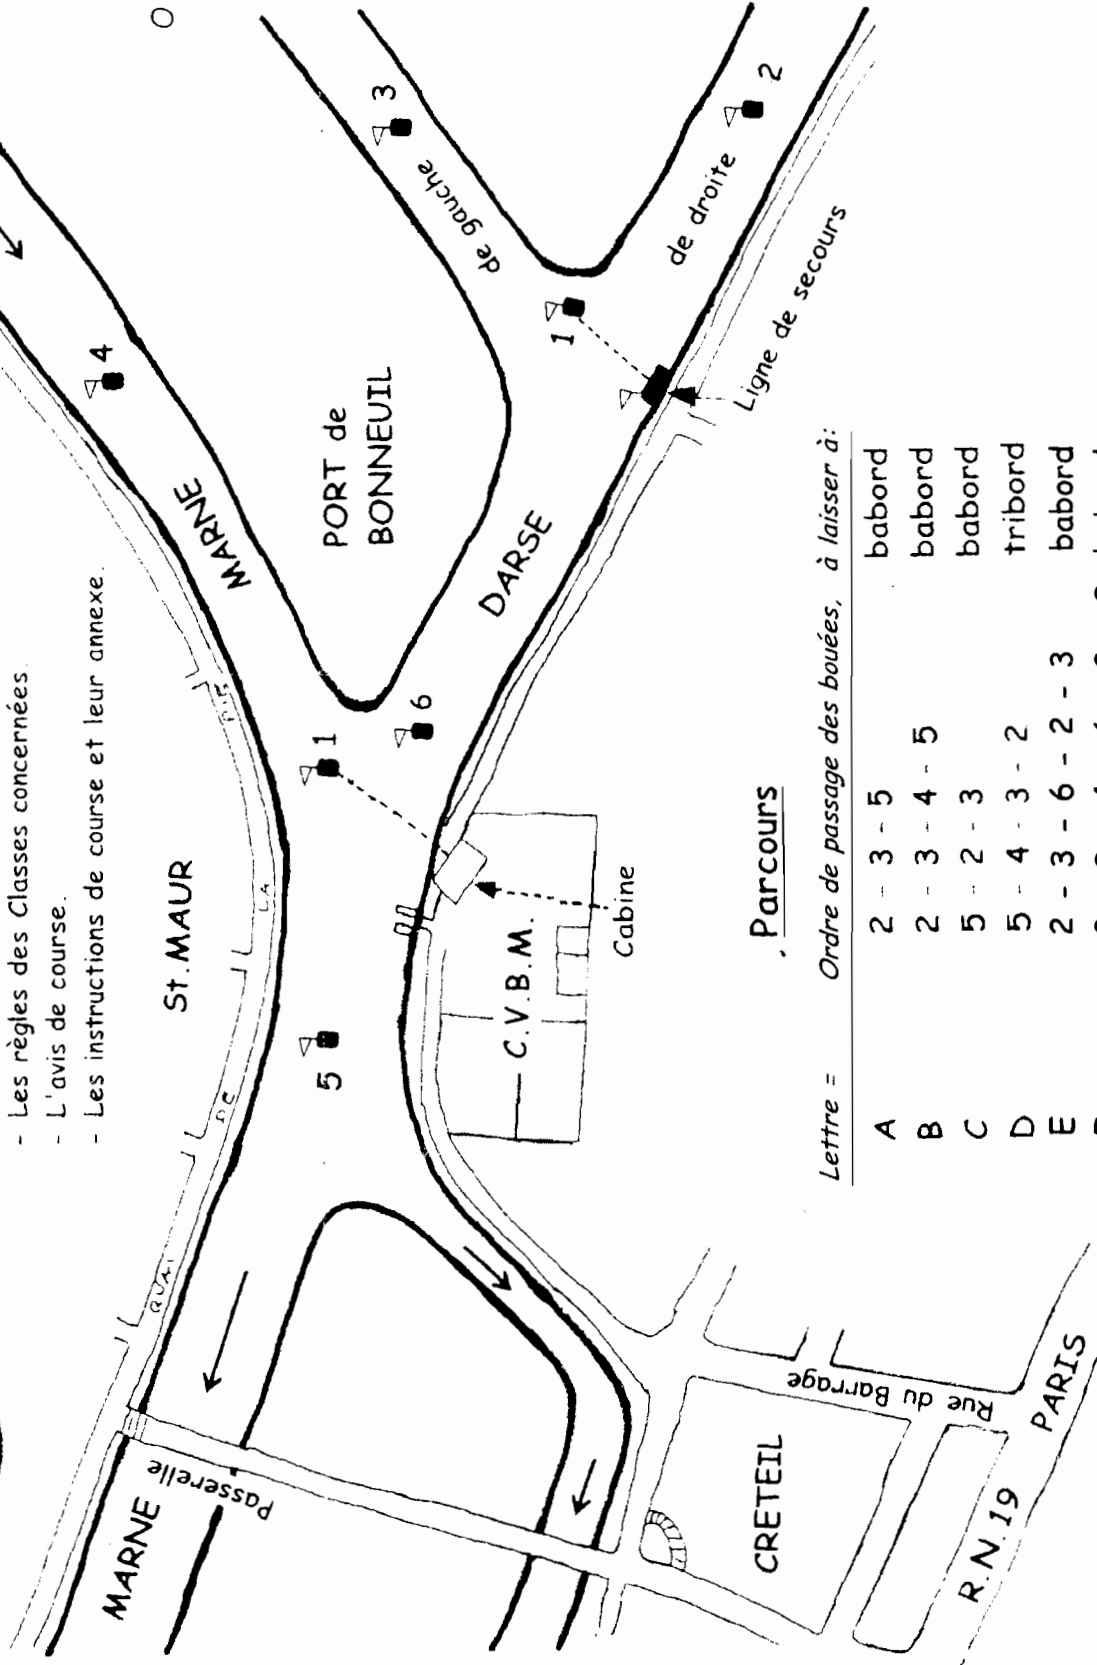 - Les règles des Classes concernées.
- L'avis de course.
- Les instructions de course et leur annexe.
MARNE
Passerelle
QUAI
DE
LA
PIE
St.MAUR
MARNE
4
5
1
6
PORT de
BONNEUIL
DARSE
3
de gauche
1
de droite
2
Ligne de secours
C.V.B.M.
Cabine
CRETEIL
Rue du Barrage
R.N.19
PARIS
Parcours
Lettre = Ordre de passage des bouées, à laisser à:
A 2 - 3 - 5 babord
B 2 - 3 - 4 - 5 babord
C 5 - 2 - 3 babord
D 5 - 4 - 3 - 2 tribord
E 2 - 3 - 6 - 2 - 3 babord